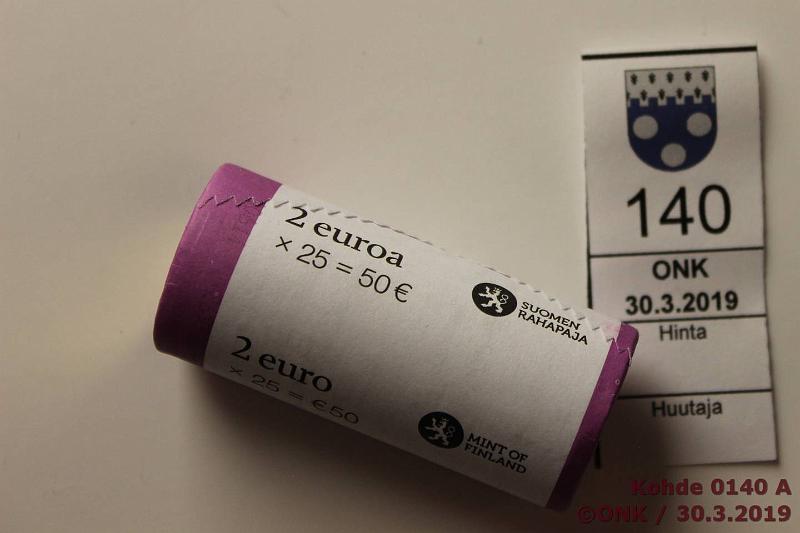 2 euroa
× 25 = 50 €
SUOMEN
RAHAPAJA
2 euro
× 25 = €50
MINT OF
FINLAND
140
ONK
30.3.2019
Hinta
Huutaja
Kohde 0140 A
©ONK / 30.3.2019